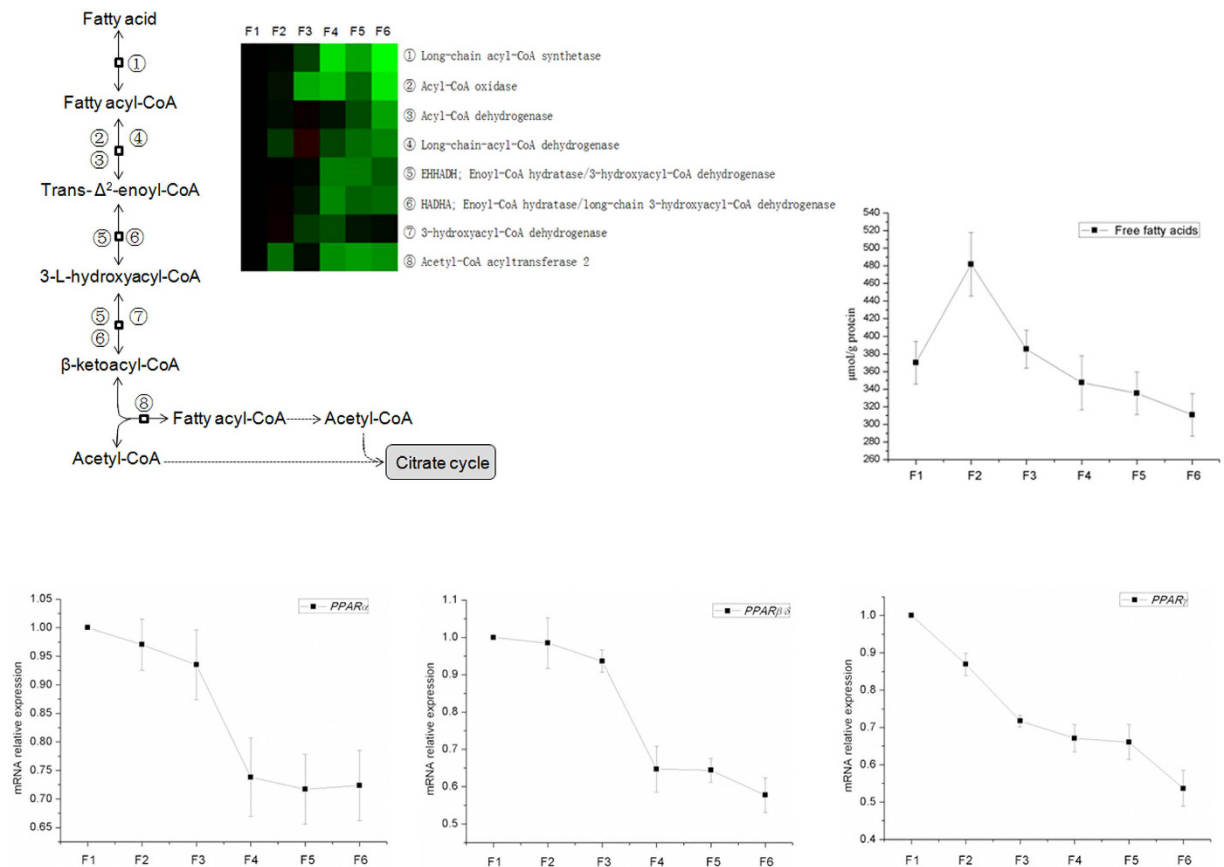 Fatty acid
①
Fatty acyl-CoA
② ④
③
Trans-Δ²-enoyl-CoA
⑤ ⑥
3-L-hydroxyacyl-CoA
⑤ ⑦
⑥
β-ketoacyl-CoA
⑧
Fatty acyl-CoA
Acetyl-CoA
Acetyl-CoA
Citrate cycle
F1 F2 F3 F4 F5 F6
① Long-chain acyl-CoA synthetase
② Acyl-CoA oxidase
③ Acyl-CoA dehydrogenase
④ Long-chain-acyl-CoA dehydrogenase
⑤ EHHADH; Enoyl-CoA hydratase/3-hydroxyacyl-CoA dehydrogenase
⑥ HADHA; Enoyl-CoA hydratase/long-chain 3-hydroxyacyl-CoA dehydrogenase
⑦ 3-hydroxyacyl-CoA dehydrogenase
⑧ Acetyl-CoA acyltransferase 2
Free fatty acids
μmol/g protein
540
520
500
480
460
440
420
400
380
360
340
320
300
280
260
F1 F2 F3 F4 F5 F6
PPARα
mRNA relative expression
1.05
1.00
0.95
0.90
0.85
0.80
0.75
0.70
0.65
F1 F2 F3 F4 F5 F6
PPARβ δ
mRNA relative expression
1.1
1.0
0.9
0.8
0.7
0.6
0.5
F1 F2 F3 F4 F5 F6
PPARγ
mRNA relative expression
1.0
0.9
0.8
0.7
0.6
0.5
0.4
F1 F2 F3 F4 F5 F6